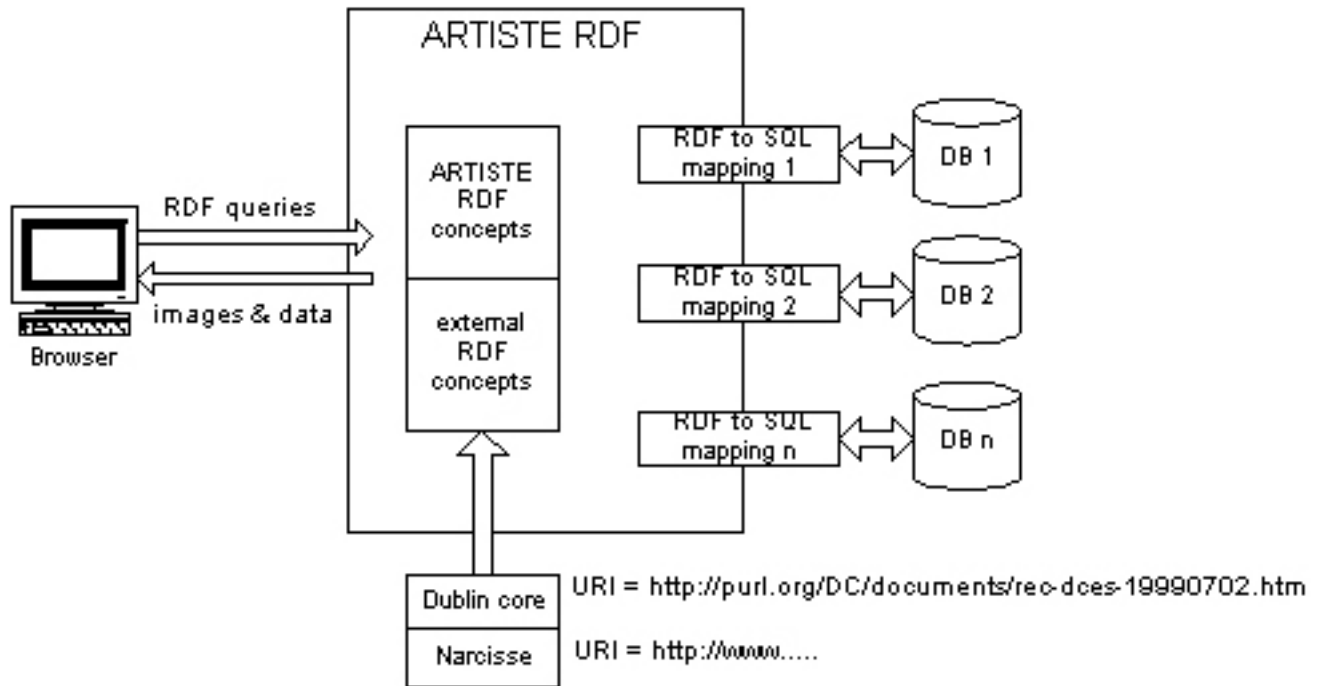 ARTISTE RDF
RDF to SQL
mapping 1
DB 1
ARTISTE
RDF
concepts
RDF queries
images & data
Browser
external
RDF
concepts
RDF to SQL
mapping 2
DB 2
RDF to SQL
mapping n
DB n
Dublin core
URI = http://purl.org/DC/documents/rec-dces-19990702.htm
Narcisse
URI = http://www.....